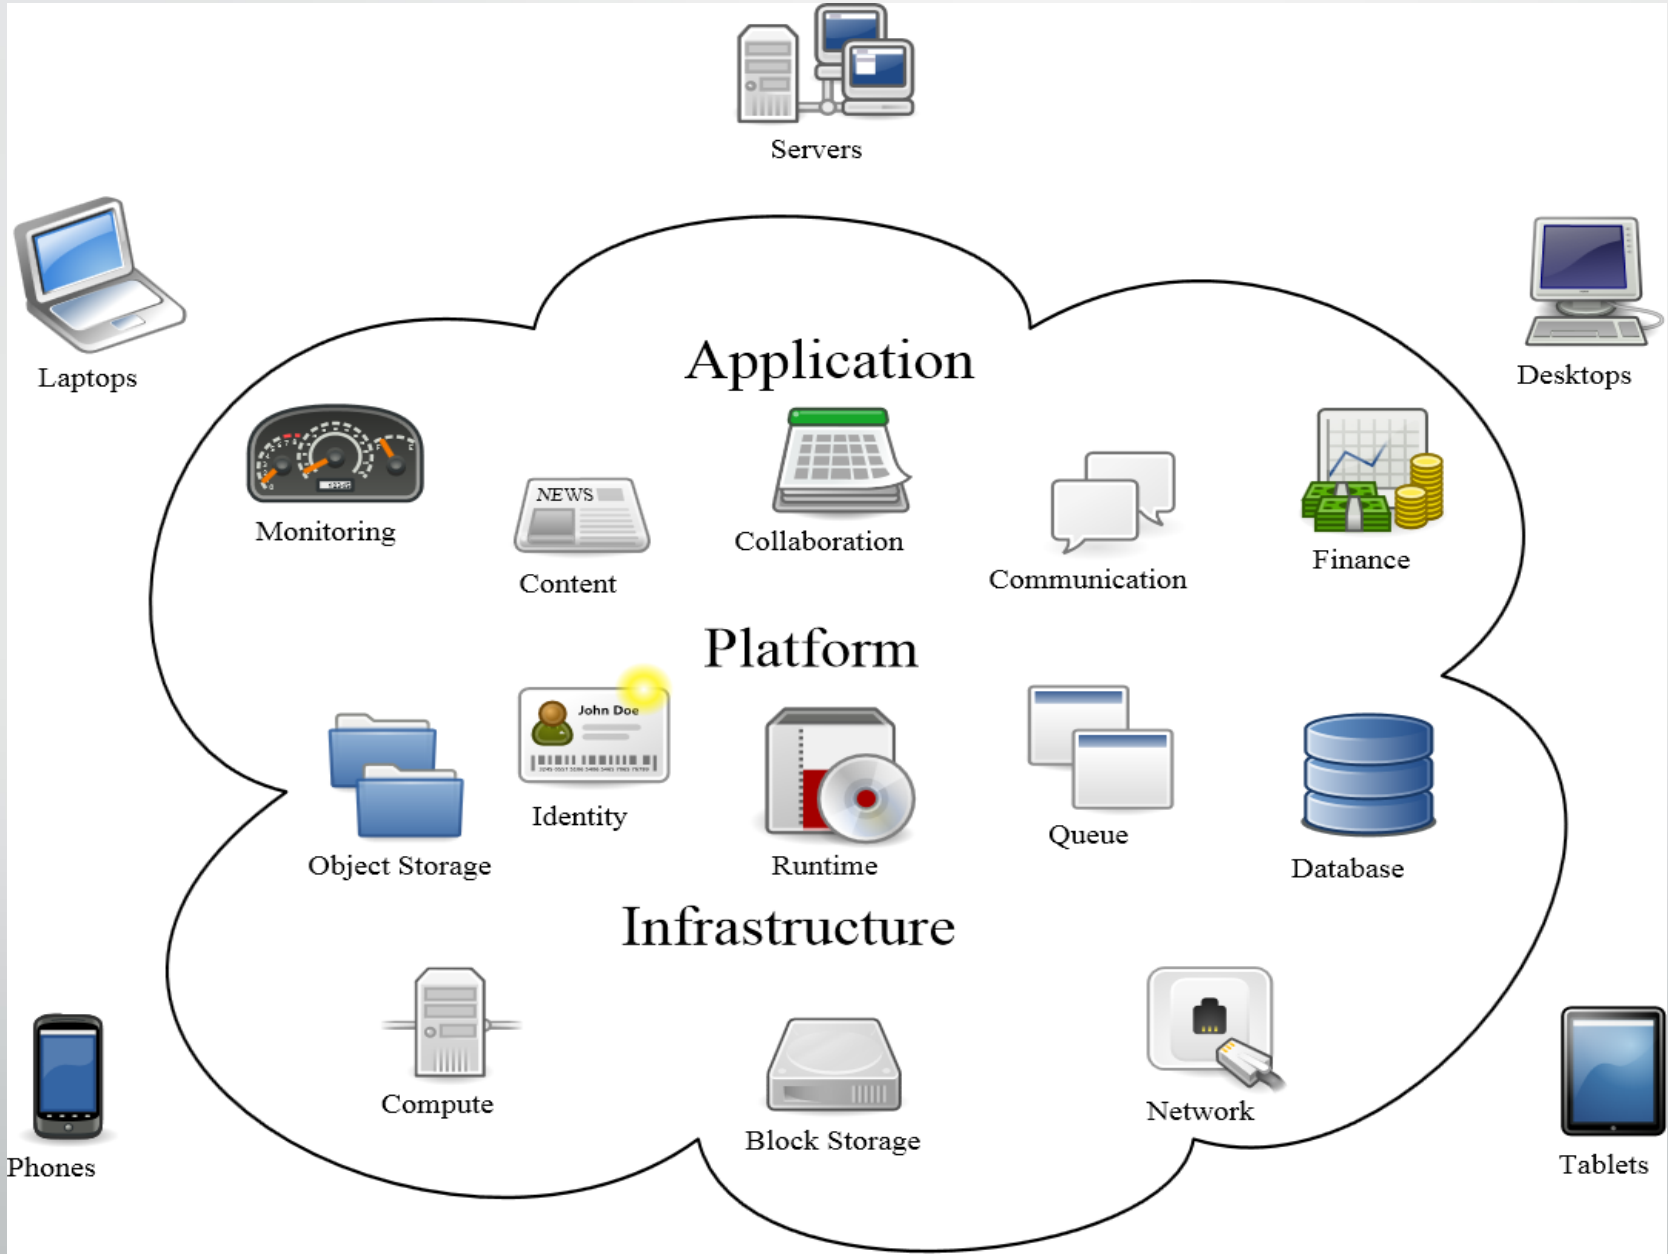 Servers
Laptops
Desktops
Application
Monitoring
NEWS
Content
Collaboration
Communication
Finance
Platform
John Doe
Identity
Object Storage
Runtime
Queue
Database
Infrastructure
Compute
Block Storage
Network
Phones
Tablets